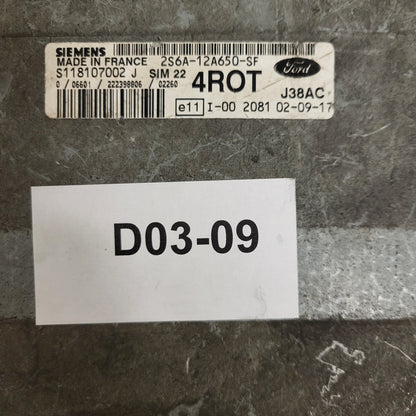 SIEMENS
MADE IN FRANCE 2S6A-12A650-SF
S118107002 J SIM 22 4ROT Ford
0 / 06601 / 222398806 / 02260 J38AC
e11 I-00 2081 02-09-17
D03-09